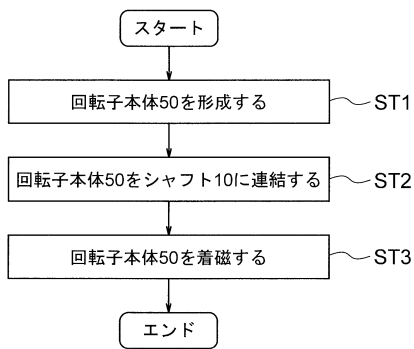 スタート
回転子本体50を形成する
ST1
回転子本体50をシャフト10に連結する
ST2
回転子本体50を着磁する
ST3
エンド